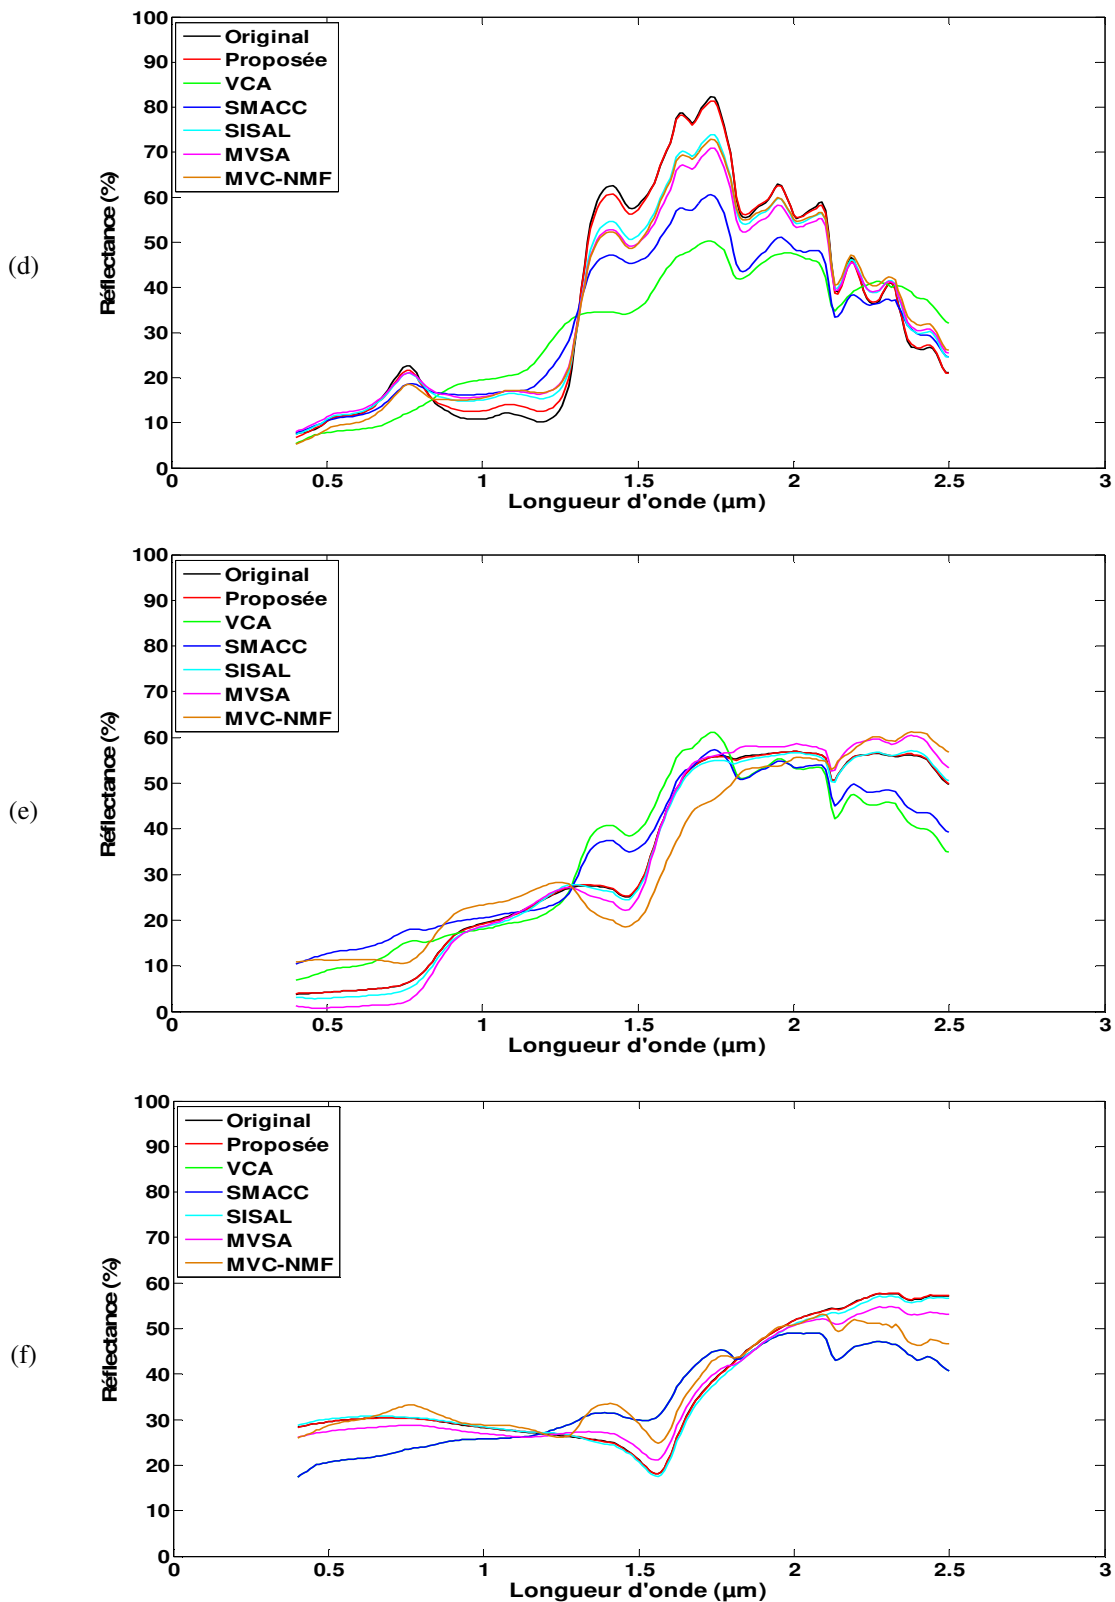 100
90
80
70
60
50
40
30
20
10
0
Réflectance (%)
Original
Proposée
VCA
SMACC
SISAL
MVSA
MVC-NMF
(d)
0 0.5 1 1.5 2 2.5 3
Longueur d'onde (µm)
100
90
80
70
60
50
40
30
20
10
0
Réflectance (%)
Original
Proposée
VCA
SMACC
SISAL
MVSA
MVC-NMF
(e)
0 0.5 1 1.5 2 2.5 3
Longueur d'onde (µm)
100
90
80
70
60
50
40
30
20
10
0
Réflectance (%)
Original
Proposée
VCA
SMACC
SISAL
MVSA
MVC-NMF
(f)
0 0.5 1 1.5 2 2.5 3
Longueur d'onde (µm)